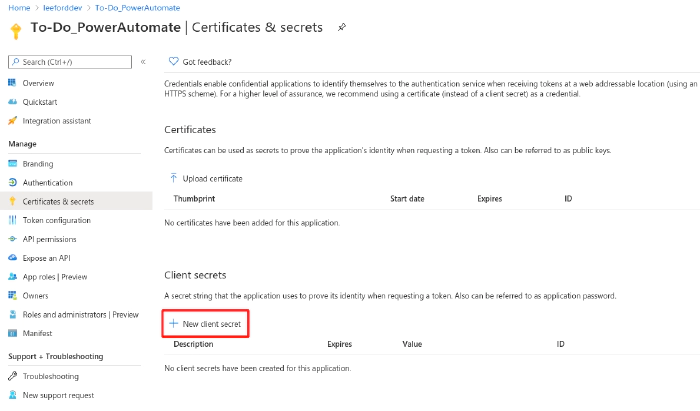 Home > leeforddev > To-Do_PowerAutomate
To-Do_PowerAutomate | Certificates & secrets
Search (Ctrl+/)
«
Got feedback?
Overview
Quickstart
Integration assistant
Manage
Branding
Authentication
Certificates & secrets
Token configuration
API permissions
Expose an API
App roles | Preview
Owners
Roles and administrators | Preview
Manifest
Support + Troubleshooting
Troubleshooting
New support request
Credentials enable confidential applications to identify themselves to the authentication service when receiving tokens at a web addressable location (using an
HTTPS scheme). For a higher level of assurance, we recommend using a certificate (instead of a client secret) as a credential.
Certificates
Certificates can be used as secrets to prove the application's identity when requesting a token. Also can be referred to as public keys.
Upload certificate
Thumbprint Start date Expires ID
No certificates have been added for this application.
Client secrets
A secret string that the application uses to prove its identity when requesting a token. Also can be referred to as application password.
+ New client secret
Description Expires Value ID
No client secrets have been created for this application.